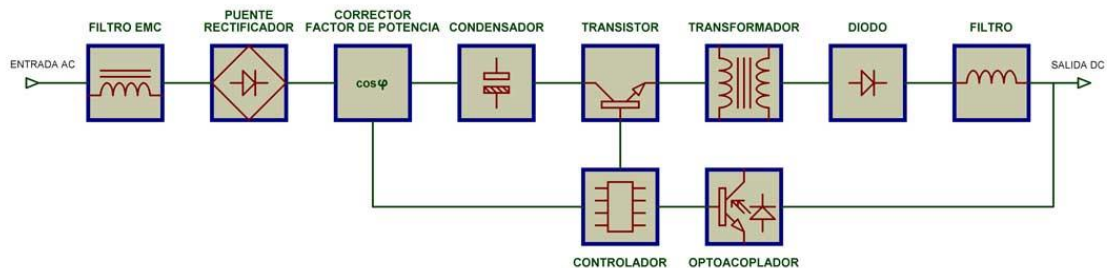 FILTRO EMC
PUENTE
RECTIFICADOR
CORRECTOR
FACTOR DE POTENCIA
CONDENSADOR
TRANSISTOR
TRANSFORMADOR
DIODO
FILTRO
ENTRADA AC
cosφ
SALIDA DC
CONTROLADOR
OPTOACOPLADOR